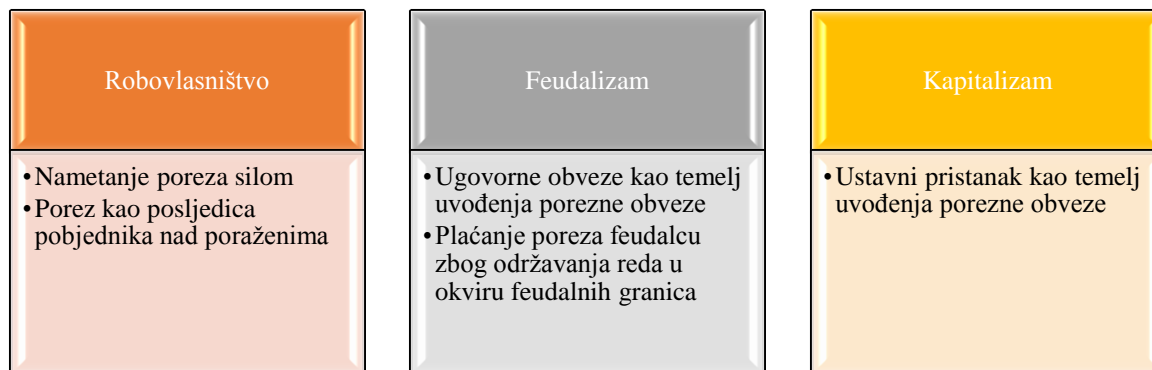 Robovlasništvo
•Nametanje poreza silom
•Porez kao posljedica
pobjednika nad poraženima
Feudalizam
•Ugovorne obveze kao temelj
uvođenja porezne obveze
•Plaćanje poreza feudalcu
zbog održavanja reda u
okviru feudalnih granica
Kapitalizam
•Ustavni pristanak kao temelj
uvođenja porezne obveze